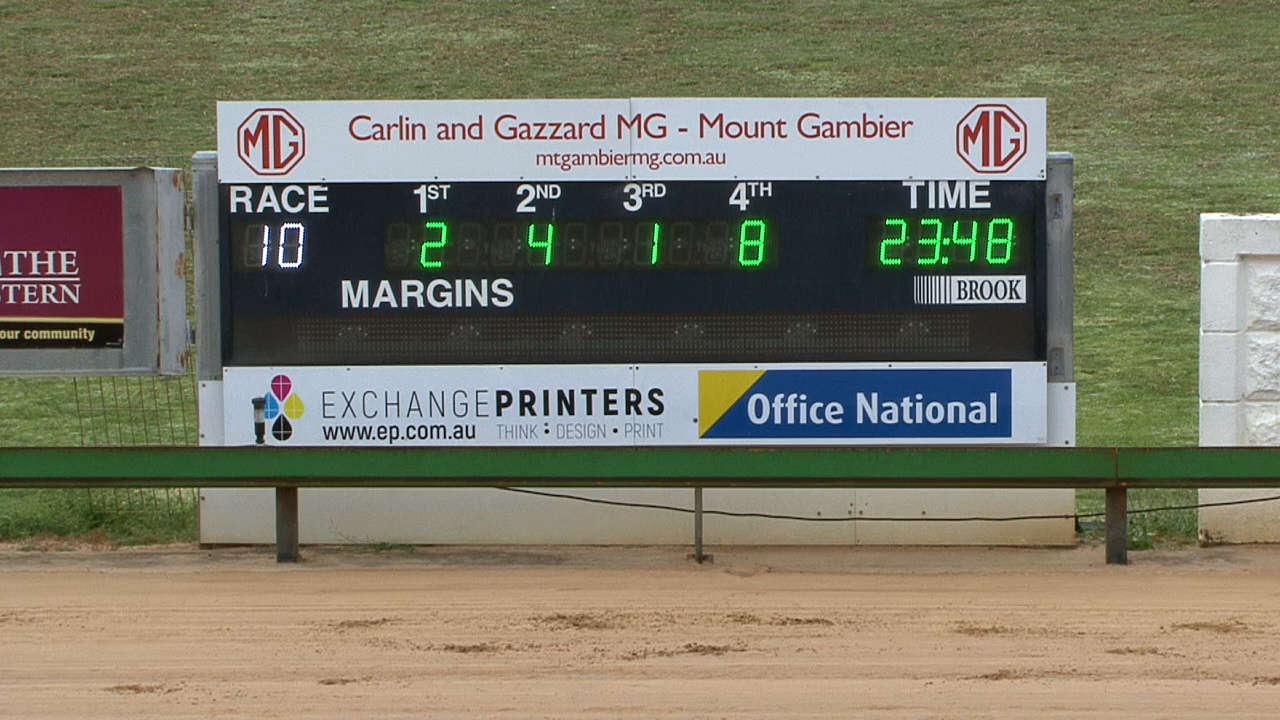 MG Carlin and Gazzard MG - Mount Gambier MG
mtgambiermg.com.au
RACE 1ST 2ND 3RD 4TH TIME
10 2 4 1 8 23:48
MARGINS BROOK
THE
STERN
our community
EXCHANGEPRINTERS
www.ep.com.au THINK : DESIGN • PRINT
Office National